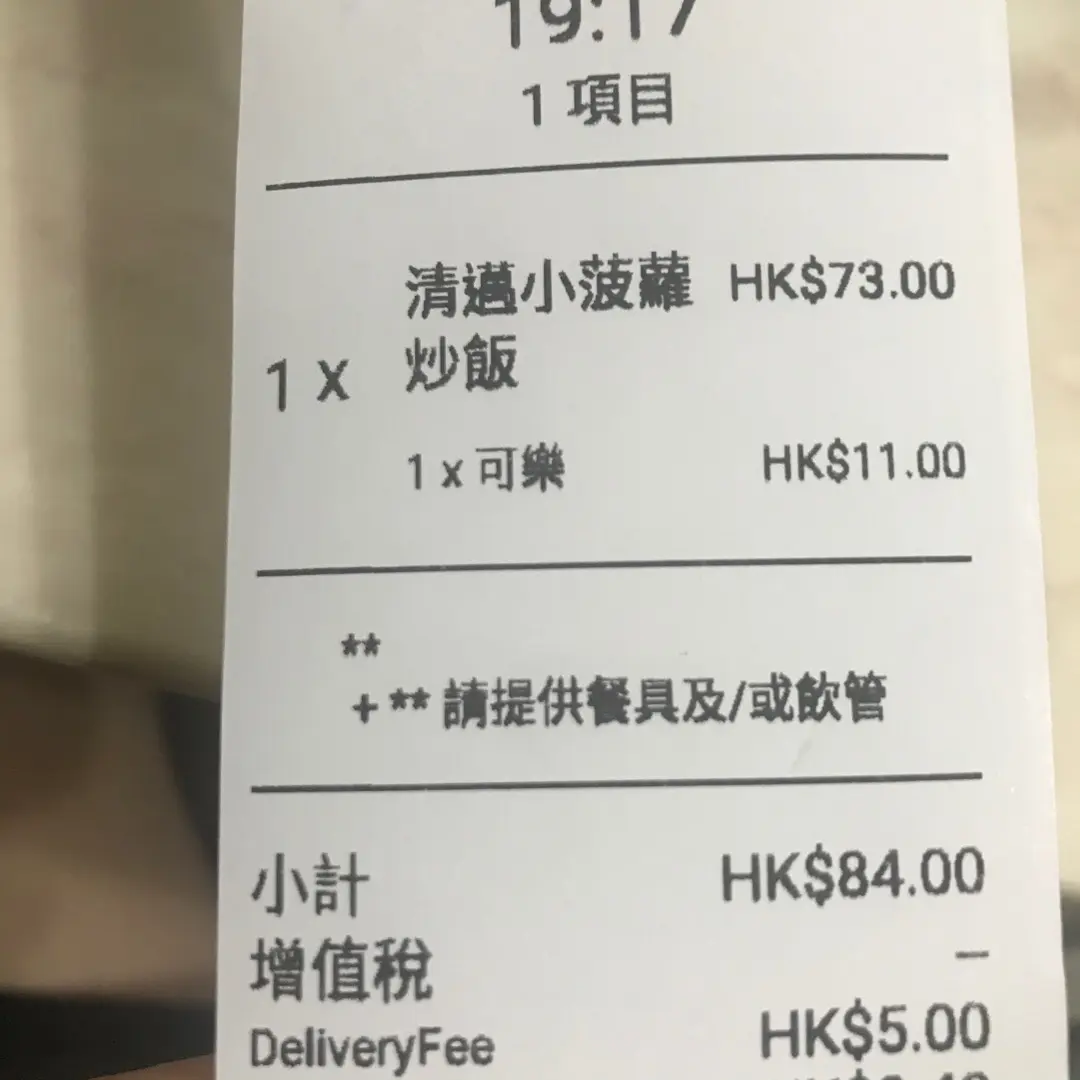 19:17
1 項目
清邁小菠蘿 HK$73.00
1 x 炒飯
1 x 可樂 HK$11.00
**
+ ** 請提供餐具及/或飲管
小計 HK$84.00
增值稅 –
DeliveryFee HK$5.00